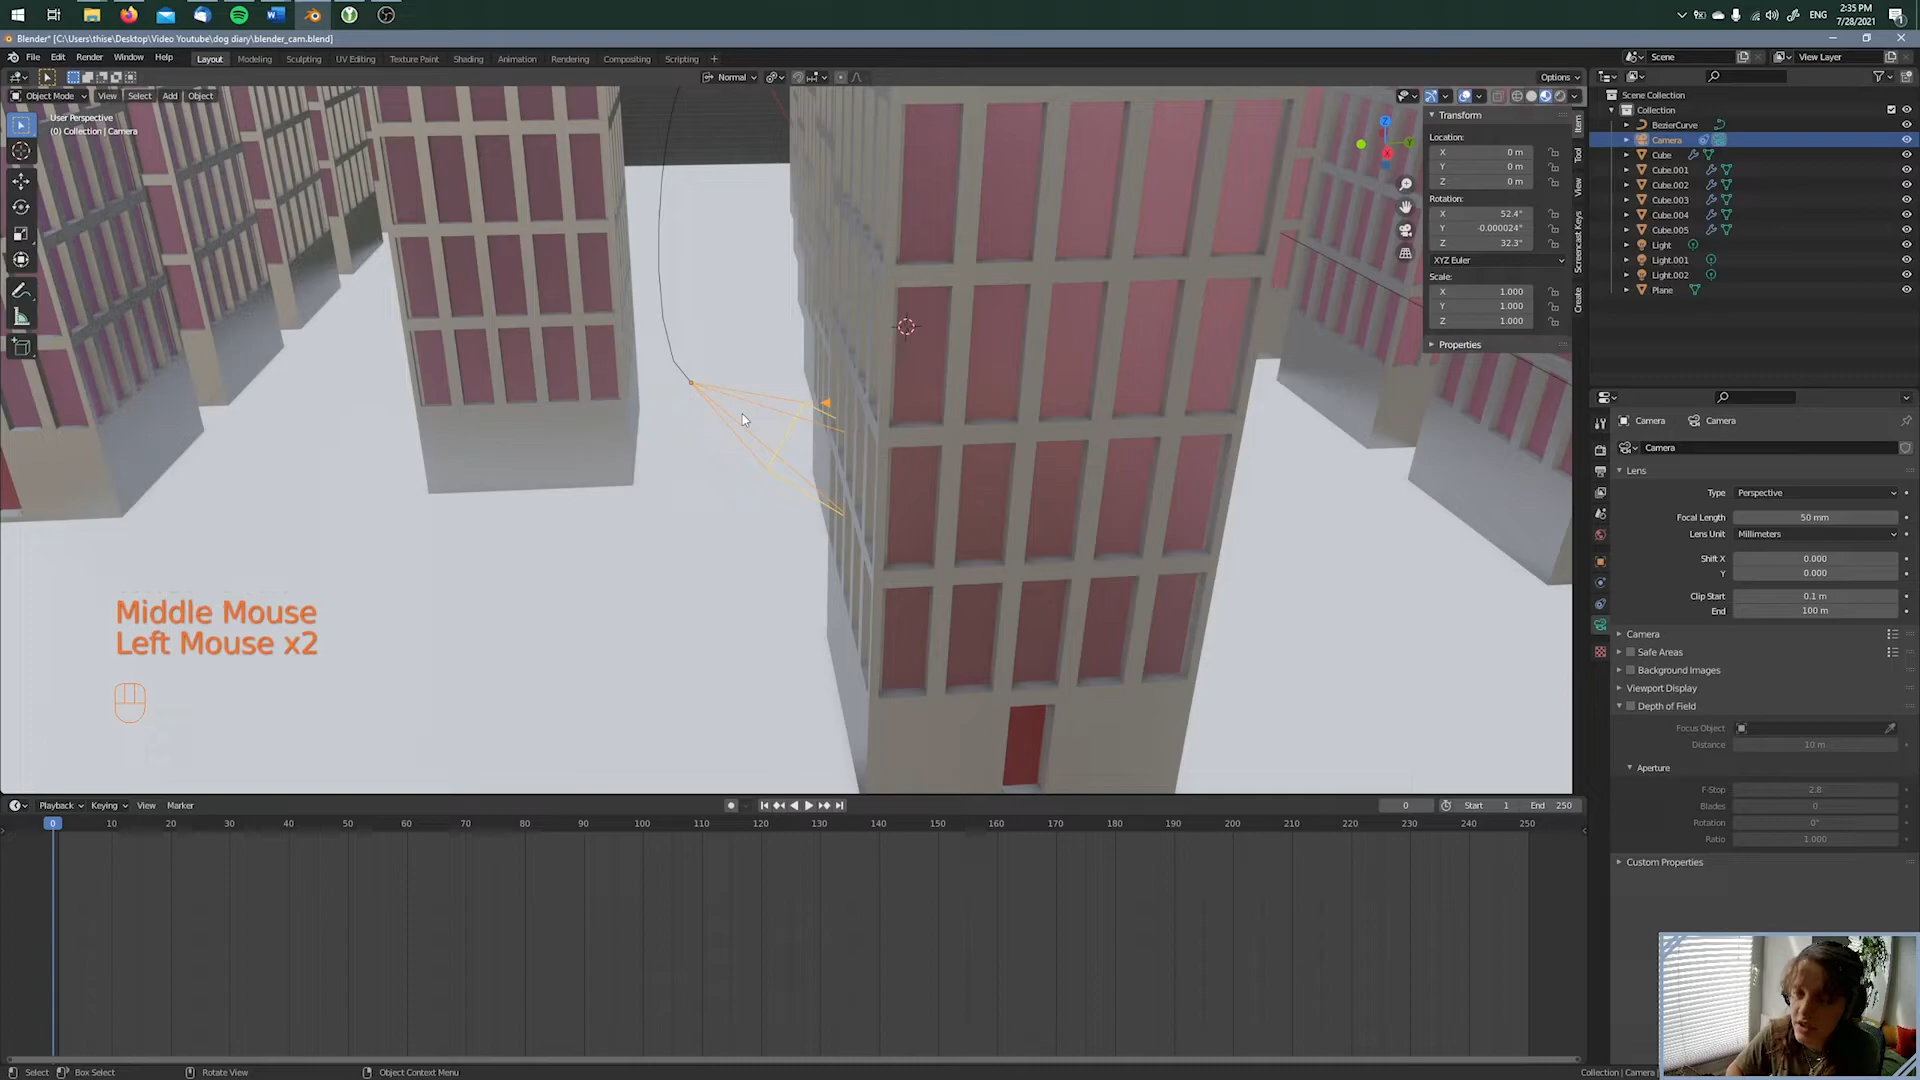 2:35 PM
ENG
7/28/2021
Blender* [C:\Users\thise\Desktop\Video Youtube\dog diary\blender_cam.blend]
File Edit Render Window Help Layout Modeling Sculpting UV Editing Texture Paint Shading Animation Rendering Compositing Scripting + Scene View Layer
Normal Options
Object Mode View Select Add Object
User Perspective
(0) Collection | Camera
Transform
Location:
X 0 m
Y 0 m
Z 0 m
Rotation:
X 52.4°
Y -0.000024°
Z 32.3°
XYZ Euler
Scale:
X 1.000
Y 1.000
Z 1.000
Properties
Item
Tool
View
Screencast Keys
Create
Scene Collection
Collection
BezierCurve
Camera
Cube
Cube.001
Cube.002
Cube.003
Cube.004
Cube.005
Light
Light.001
Light.002
Plane
Camera Camera
Camera
Lens
Type Perspective
Focal Length 50 mm
Lens Unit Millimeters
Shift X 0.000
Y 0.000
Clip Start 0.1 m
End 100 m
Camera
Safe Areas
Background Images
Viewport Display
Depth of Field
Focus Object
Distance 10 m
Aperture
F-Stop 2.8
Blades 0
Rotation 0°
Ratio 1.000
Custom Properties
Middle Mouse
Left Mouse x2
Playback Keying View Marker 0 Start 1 End 250
0 10 20 30 40 50 60 70 80 90 100 110 120 130 140 150 160 170 180 190 200 210 220 230 240 250
Select Box Select Rotate View Object Context Menu Collection | Camera